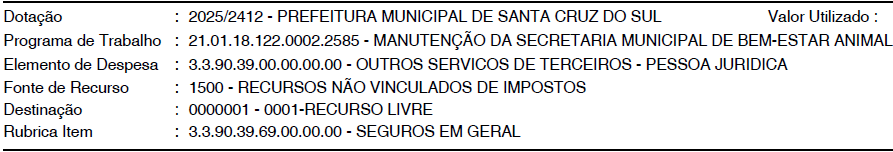 Dotação : 2025/2412 - PREFEITURA MUNICIPAL DE SANTA CRUZ DO SUL Valor Utilizado :
Programa de Trabalho : 21.01.18.122.0002.2585 - MANUTENÇÃO DA SECRETARIA MUNICIPAL DE BEM-ESTAR ANIMAL
Elemento de Despesa : 3.3.90.39.00.00.00.00 - OUTROS SERVICOS DE TERCEIROS - PESSOA JURIDICA
Fonte de Recurso : 1500 - RECURSOS NÃO VINCULADOS DE IMPOSTOS
Destinação : 0000001 - 0001-RECURSO LIVRE
Rubrica Item : 3.3.90.39.69.00.00.00 - SEGUROS EM GERAL